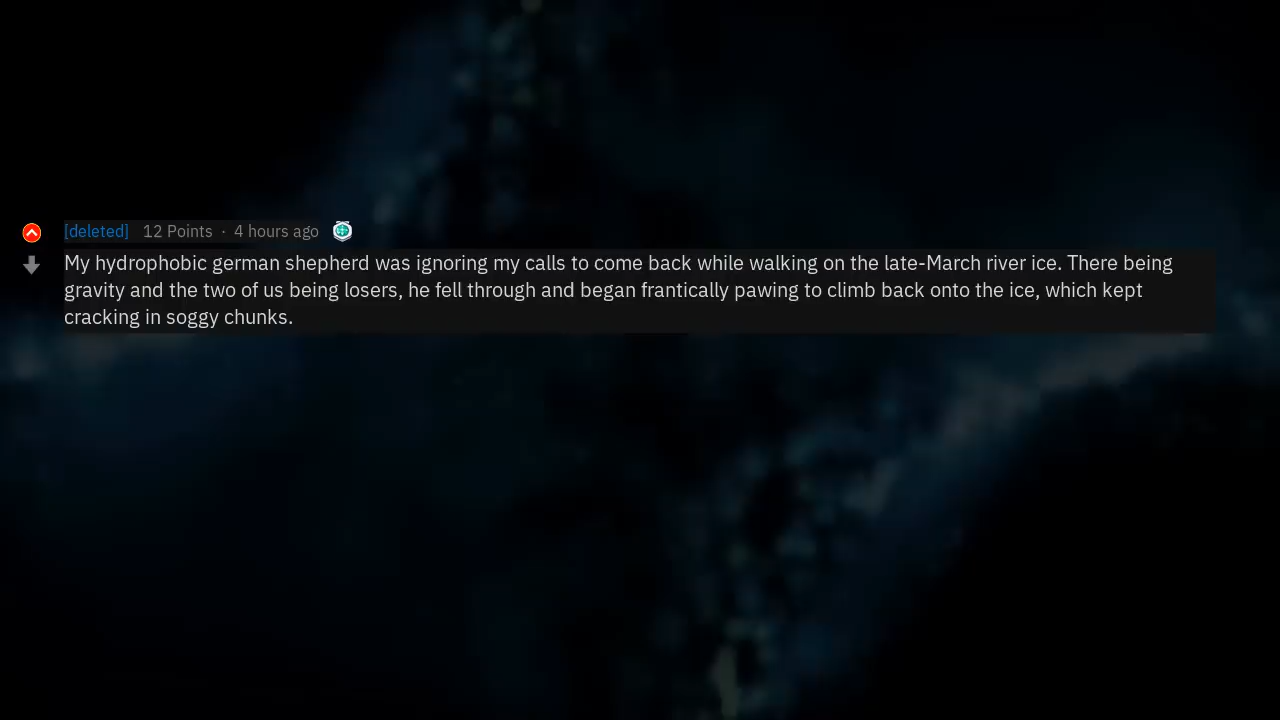 [deleted] 12 Points · 4 hours ago
My hydrophobic german shepherd was ignoring my calls to come back while walking on the late-March river ice. There being
gravity and the two of us being losers, he fell through and began frantically pawing to climb back onto the ice, which kept
cracking in soggy chunks.